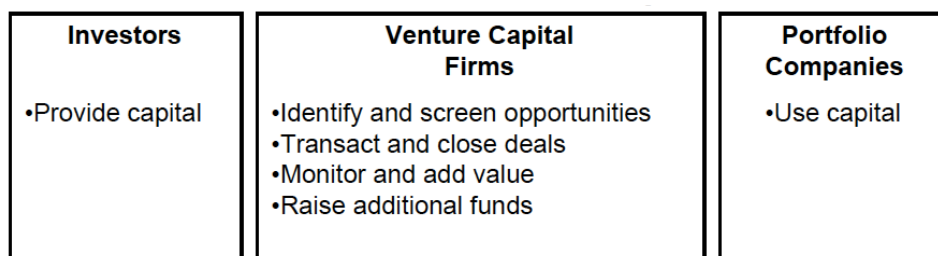 Investors
•Provide capital
Venture Capital
Firms
•Identify and screen opportunities
•Transact and close deals
•Monitor and add value
•Raise additional funds
Portfolio
Companies
•Use capital